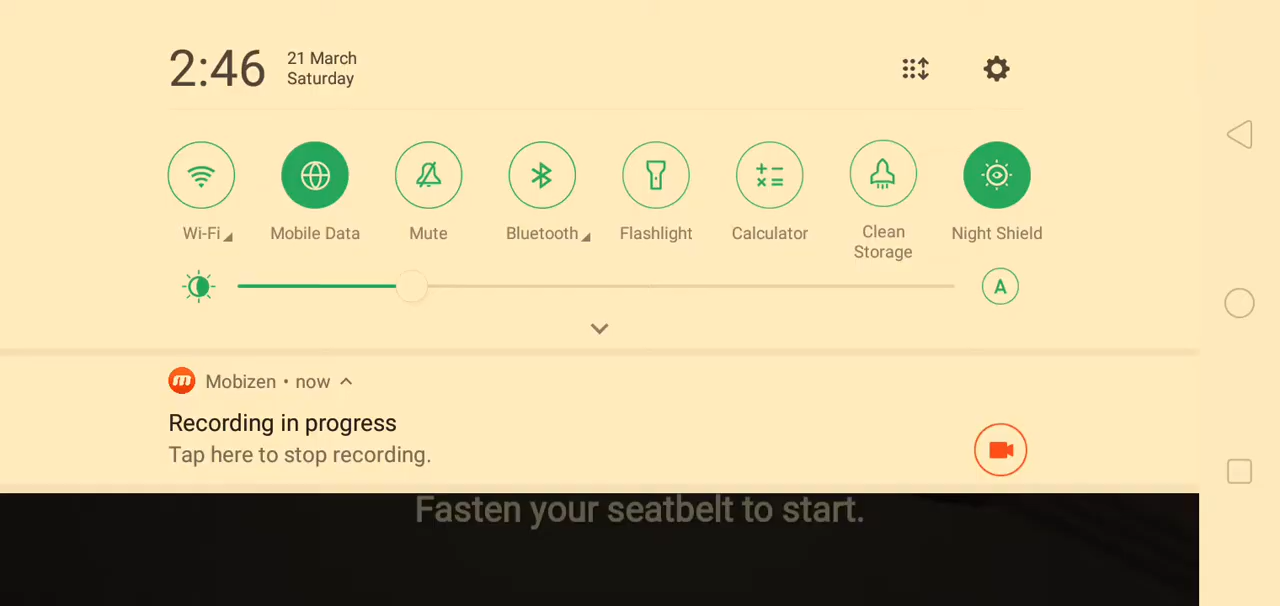 2:46
21 March
Saturday
Wi-Fi
Mobile Data
Mute
Bluetooth
Flashlight
Calculator
Clean
Storage
Night Shield
A
Mobizen • now
Recording in progress
Tap here to stop recording.
Fasten your seatbelt to start.